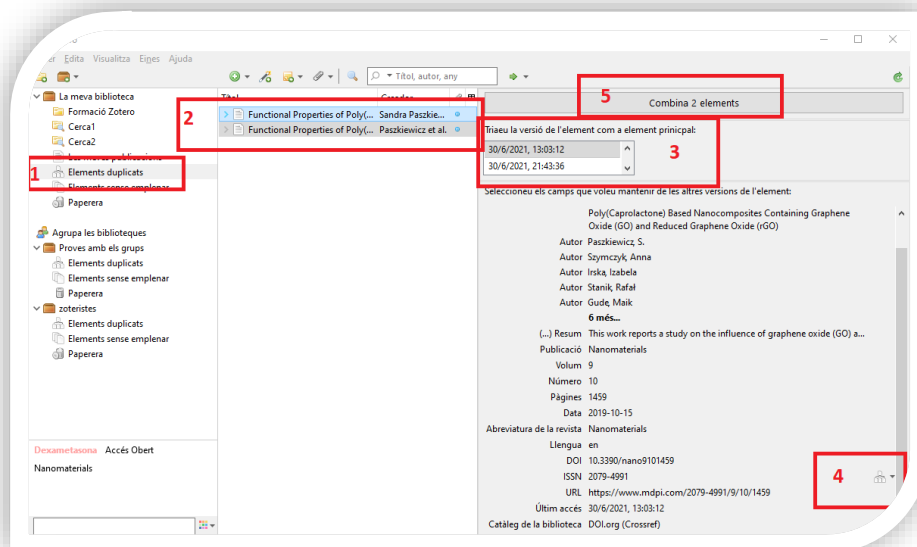 Edita Visualitza Eines Ajuda
Títol, autor, any
La meva biblioteca
Formació Zotero
Cerca1
Cerca2
Les meves publicacions
1
Elements duplicats
Elements sense emplenar
Paperera
Agrupa les biblioteques
Proves amb els grups
Elements duplicats
Elements sense emplenar
Paperera
zoteristes
Elements duplicats
Elements sense emplenar
Paperera
Dexametasona Accés Obert
Nanomaterials
Títol Creador
2
Functional Properties of Poly(... Sandra Paszkie...
Functional Properties of Poly(... Paszkiewicz et al.
5
Combina 2 elements
Triaeu la versió de l'element com a element prinicpal:
30/6/2021, 13:03:12
30/6/2021, 21:43:36
3
Seleccioneu els camps que voleu mantenir de les altres versions de l'element:
Poly(Caprolactone) Based Nanocomposites Containing Graphene
Oxide (GO) and Reduced Graphene Oxide (rGO)
Autor Paszkiewicz, S.
Autor Szymczyk, Anna
Autor Irska, Izabela
Autor Stanik, Rafał
Autor Gude, Maik
6 més...
(...) Resum This work reports a study on the influence of graphene oxide (GO) a...
Publicació Nanomaterials
Volum 9
Número 10
Pàgines 1459
Data 2019-10-15
Abreviatura de la revista Nanomaterials
Llengua en
DOI 10.3390/nano9101459
ISSN 2079-4991
4
URL https://www.mdpi.com/2079-4991/9/10/1459
Últim accés 30/6/2021, 13:03:12
Catàleg de la biblioteca DOI.org (Crossref)